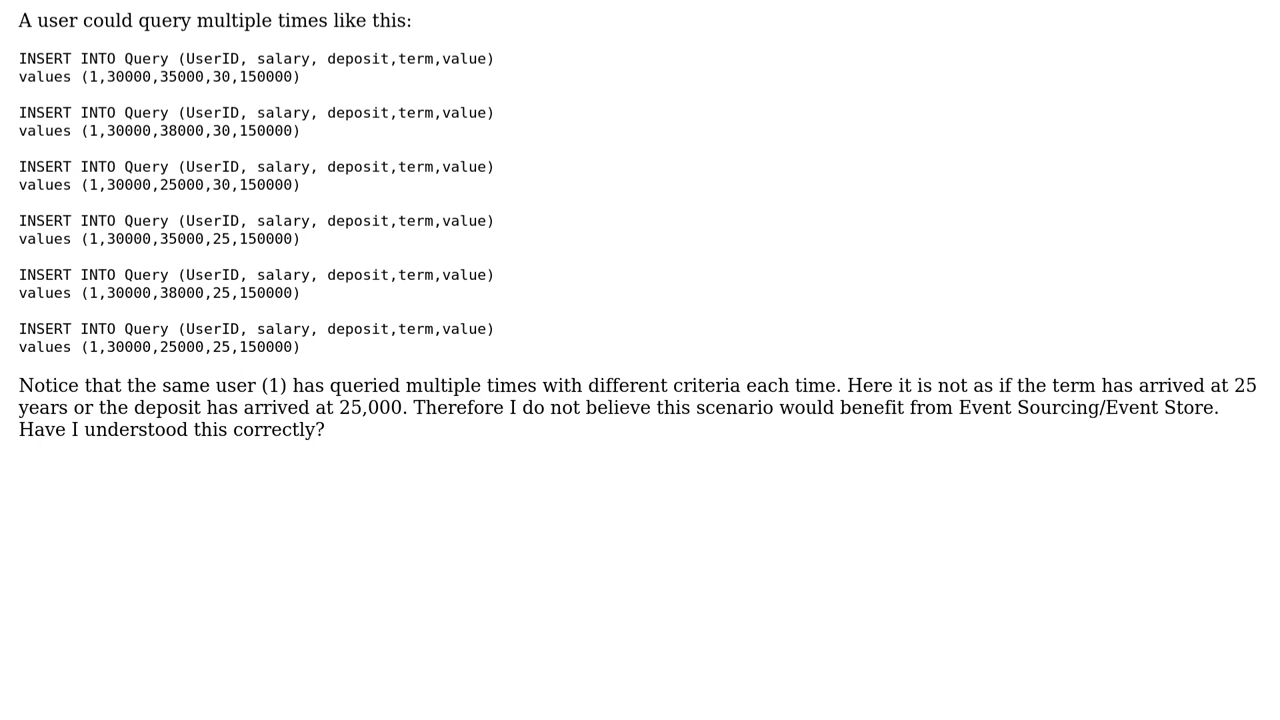 A user could query multiple times like this:
INSERT INTO Query (UserID, salary, deposit,term,value)
values (1,30000,35000,30,150000)
INSERT INTO Query (UserID, salary, deposit,term,value)
values (1,30000,38000,30,150000)
INSERT INTO Query (UserID, salary, deposit,term,value)
values (1,30000,25000,30,150000)
INSERT INTO Query (UserID, salary, deposit,term,value)
values (1,30000,35000,25,150000)
INSERT INTO Query (UserID, salary, deposit,term,value)
values (1,30000,38000,25,150000)
INSERT INTO Query (UserID, salary, deposit,term,value)
values (1,30000,25000,25,150000)
Notice that the same user (1) has queried multiple times with different criteria each time. Here it is not as if the term has arrived at 25
years or the deposit has arrived at 25,000. Therefore I do not believe this scenario would benefit from Event Sourcing/Event Store.
Have I understood this correctly?